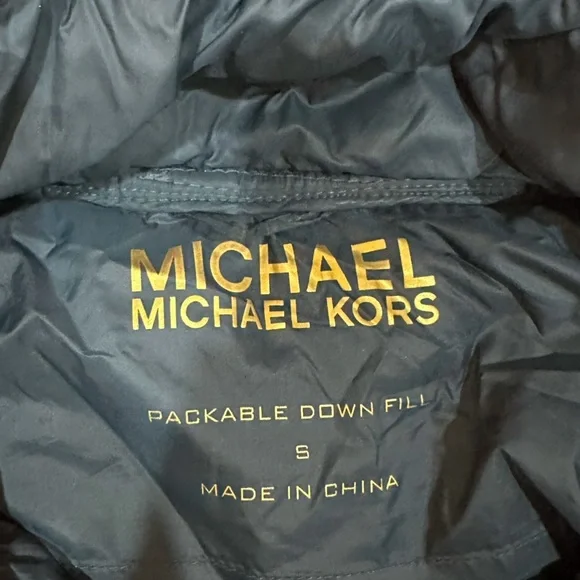 MICHAEL
MICHAEL KORS
PACKABLE DOWN FILL
S
MADE IN CHINA